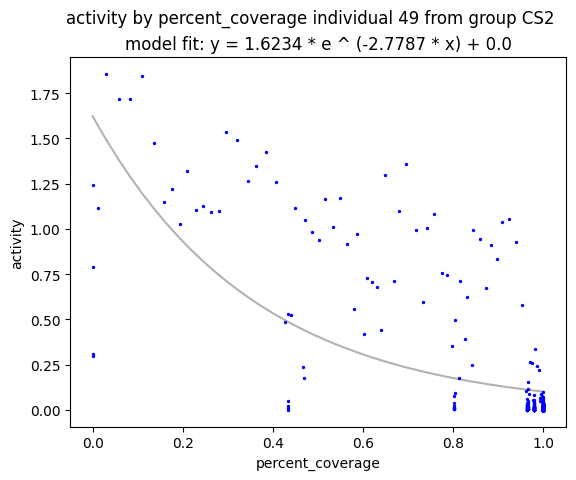 activity by percent_coverage individual 49 from group CS2
model fit: y = 1.6234 * e ^ (-2.7787 * x) + 0.0
1.75
1.50
1.25
1.00
0.75
0.50
0.25
0.00
activity
0.0 0.2 0.4 0.6 0.8 1.0
percent_coverage